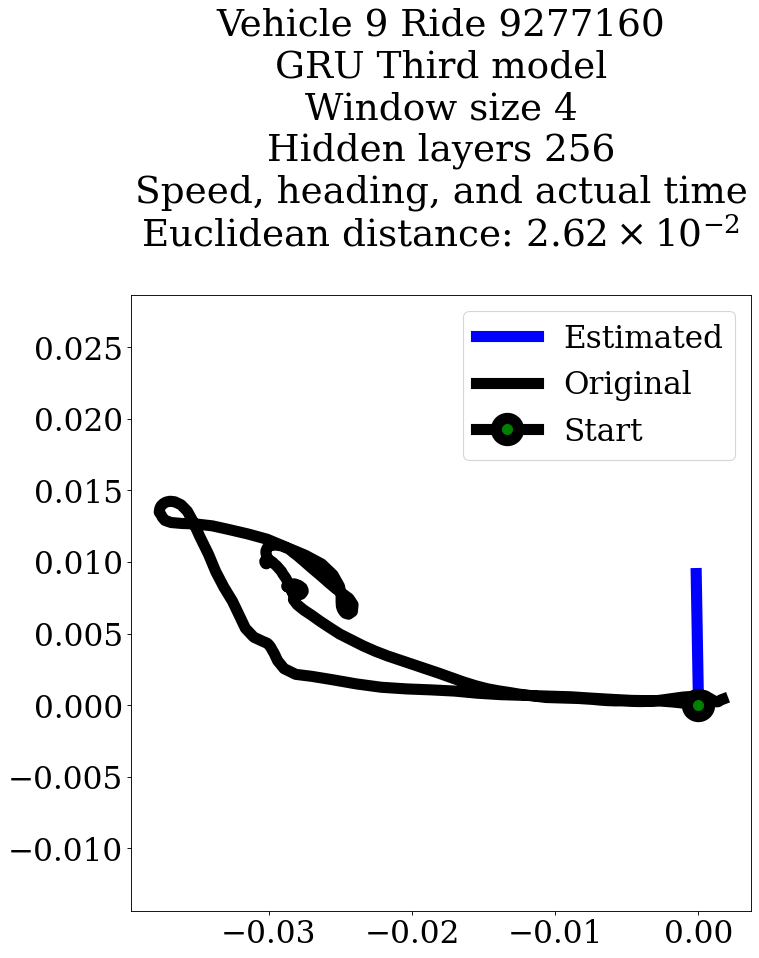 Vehicle 9 Ride 9277160
GRU Third model
Window size 4
Hidden layers 256
Speed, heading, and actual time
Euclidean distance: 2.62 × 10⁻²
Estimated
Original
Start
0.025
0.020
0.015
0.010
0.005
0.000
−0.005
−0.010
−0.03 −0.02 −0.01 0.00